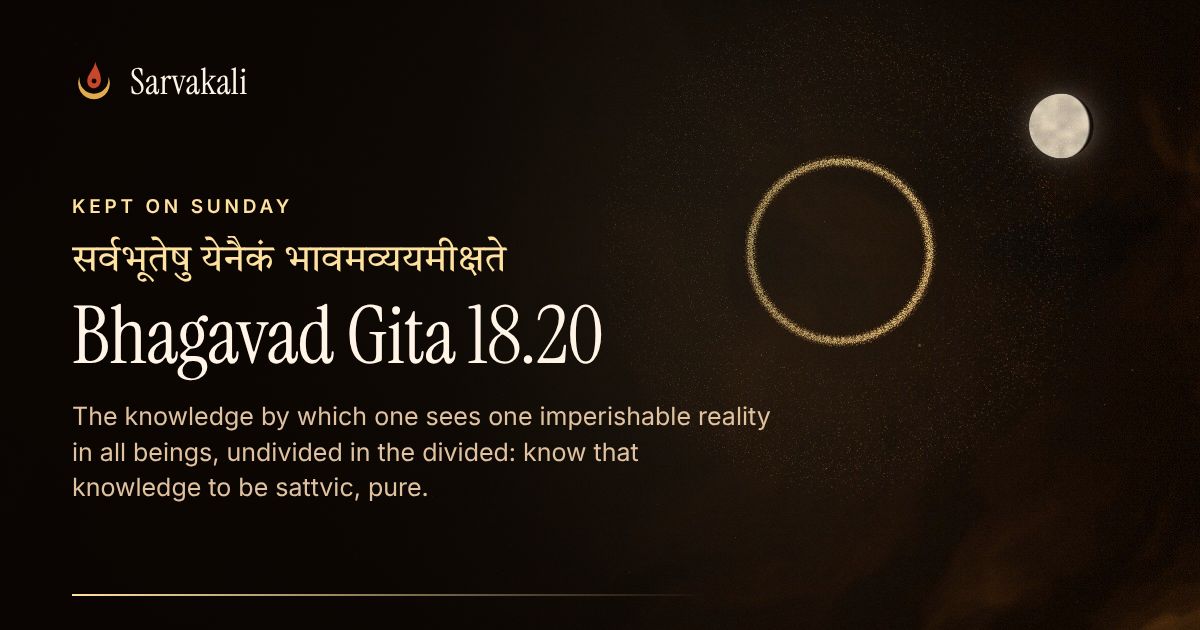 Sarvakali
KEPT ON SUNDAY
सर्वभूतेषु येनैकं भावमव्ययमीक्षते
Bhagavad Gita 18.20
The knowledge by which one sees one imperishable reality
in all beings, undivided in the divided: know that
knowledge to be sattvic, pure.